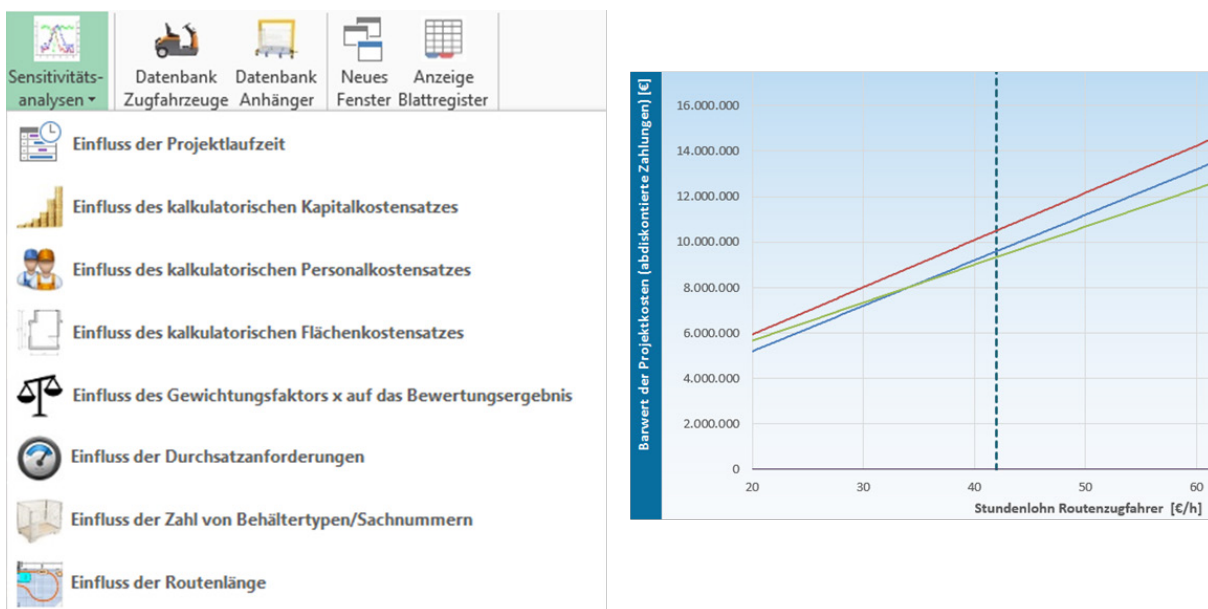 Sensitivitäts-
analysen
Datenbank
Zugfahrzeuge
Datenbank
Anhänger
Neues
Fenster
Anzeige
Blattregister
Einfluss der Projektlaufzeit
Einfluss des kalkulatorischen Kapitalkostensatzes
Einfluss des kalkulatorischen Personalkostensatzes
Einfluss des kalkulatorischen Flächenkostensatzes
Einfluss des Gewichtungsfaktors x auf das Bewertungsergebnis
Einfluss der Durchsatzanforderungen
Einfluss der Zahl von Behältertypen/Sachnummern
Einfluss der Routenlänge
Barwert der Projektkosten (abdiskontierte Zahlungen) [€]
16.000.000
14.000.000
12.000.000
10.000.000
8.000.000
6.000.000
4.000.000
2.000.000
0
20 30 40 50 60
Stundenlohn Routenzugfahrer [€/h]